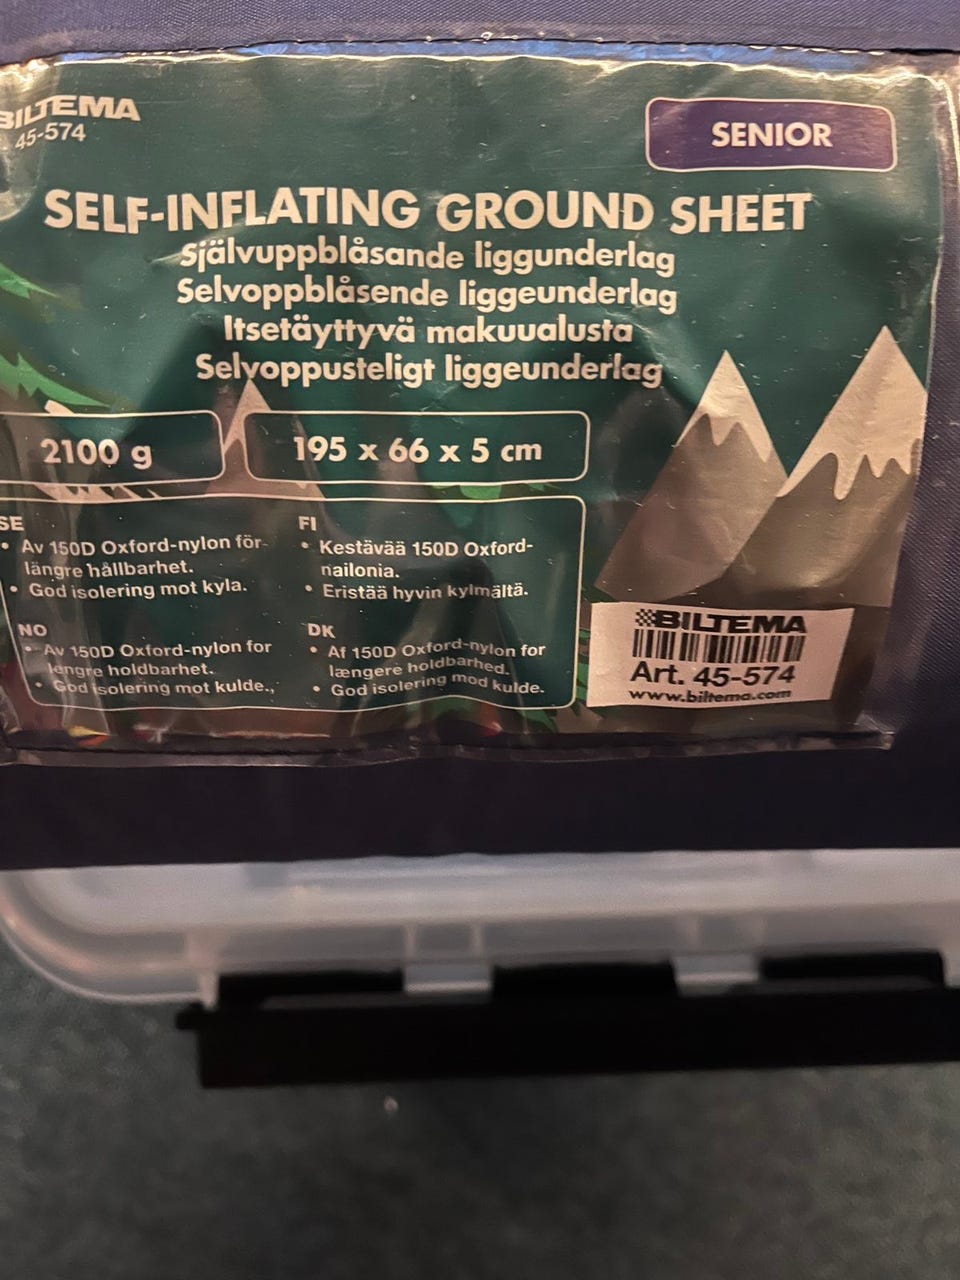 BILTEMA
45-574
SENIOR
SELF-INFLATING GROUND SHEET
Självuppblåsande liggunderlag
Selvoppblåsende liggeunderlag
Itsetäyttyvä makuualusta
Selvoppusteligt liggeunderlag
2100 g
195 x 66 x 5 cm
SE
• Av 150D Oxford-nylon för-
längre hållbarhet.
• God isolering mot kyla.
FI
• Kestävää 150D Oxford-
nailonia.
• Eristää hyvin kylmältä.
NO
• Av 150D Oxford-nylon for
lengre holdbarhet.
• God isolering mot kulde.,
DK
• Af 150D Oxford-nylon for
længere holdbarhed.
• God isolering mod kulde.
BILTEMA
Art. 45-574
www.biltema.com